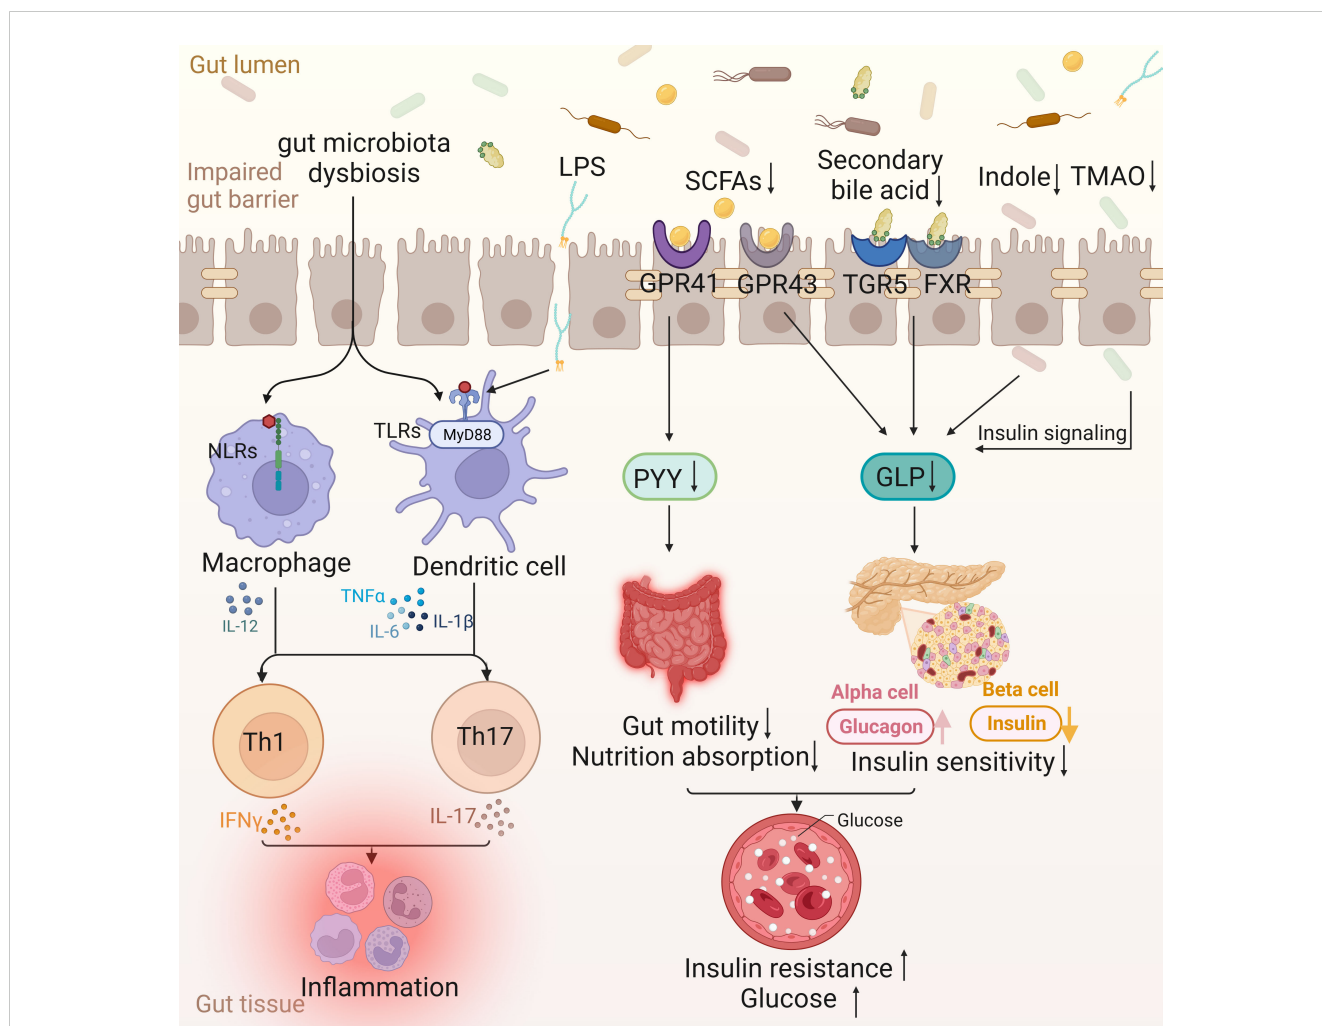 Gut lumen
gut microbiota
dysbiosis
Impaired
gut barrier
LPS
SCFAs↓
Secondary
bile acid↓
Indole↓
TMAO↓
GPR41
GPR43
TGR5
FXR
NLRs
TLRs
MyD88
Insulin signaling
PYY↓
GLP↓
Macrophage
Dendritic cell
IL-12
TNFα
IL-6
IL-1β
Th1
Th17
Alpha cell
Glucagon
Beta cell
Insulin
Gut motility↓
Nutrition absorption↓
Insulin sensitivity↓
IFNγ
IL-17
Glucose
Inflammation
Insulin resistance↑
Glucose ↑
Gut tissue